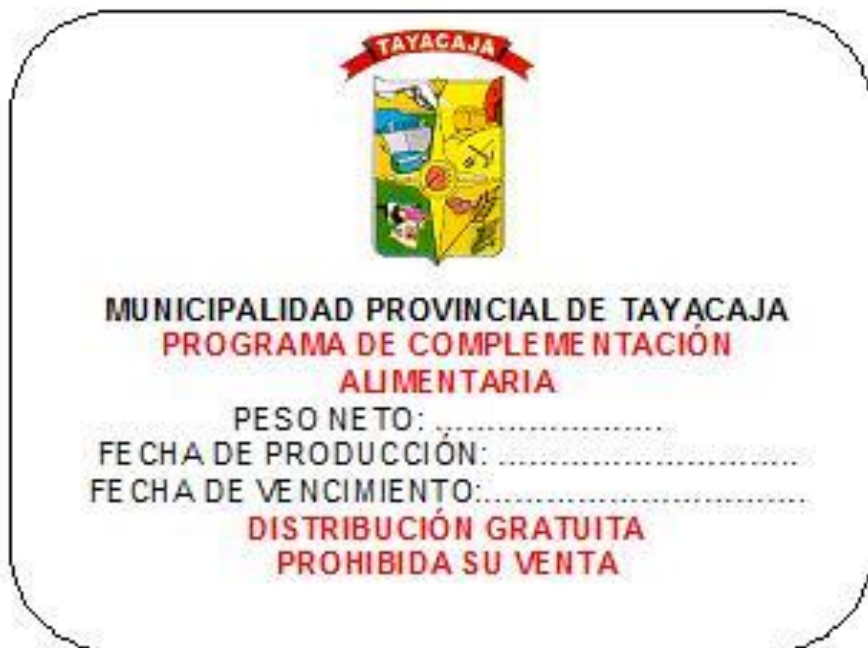 TAYACAJA
MUNICIPALIDAD PROVINCIAL DE TAYACAJA
PROGRAMA DE COMPLEMENTACIÓN
ALIMENTARIA
PESO NETO: ............................
FECHA DE PRODUCCIÓN: ....................................
FECHA DE VENCIMIENTO:.......................................
DISTRIBUCIÓN GRATUITA
PROHIBIDA SU VENTA